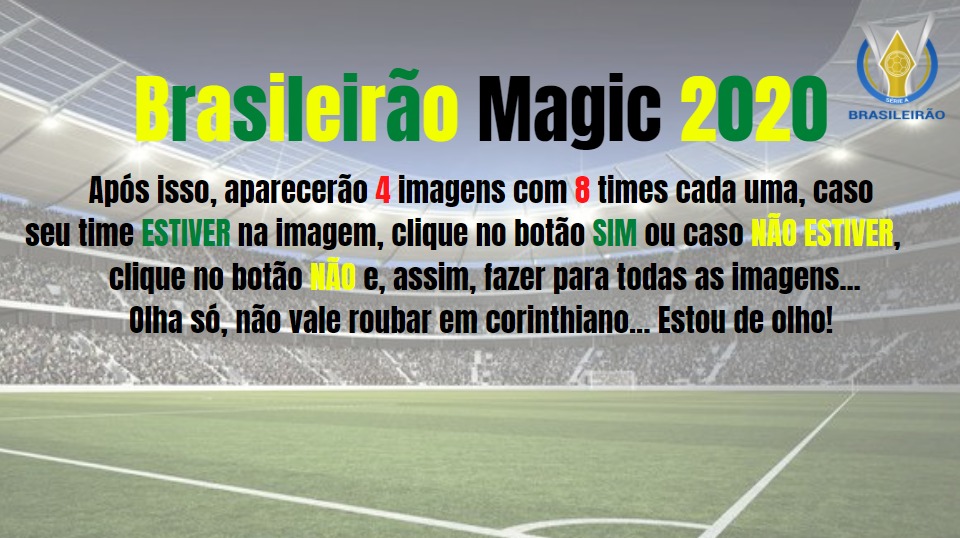 SÉRIE A
BRASILEIRÃO
Brasileirão Magic 2020
Após isso, aparecerão 4 imagens com 8 times cada uma, caso
seu time ESTIVER na imagem, clique no botão SIM ou caso NÃO ESTIVER,
clique no botão NÃO e, assim, fazer para todas as imagens...
Olha só, não vale roubar em corinthiano... Estou de olho!